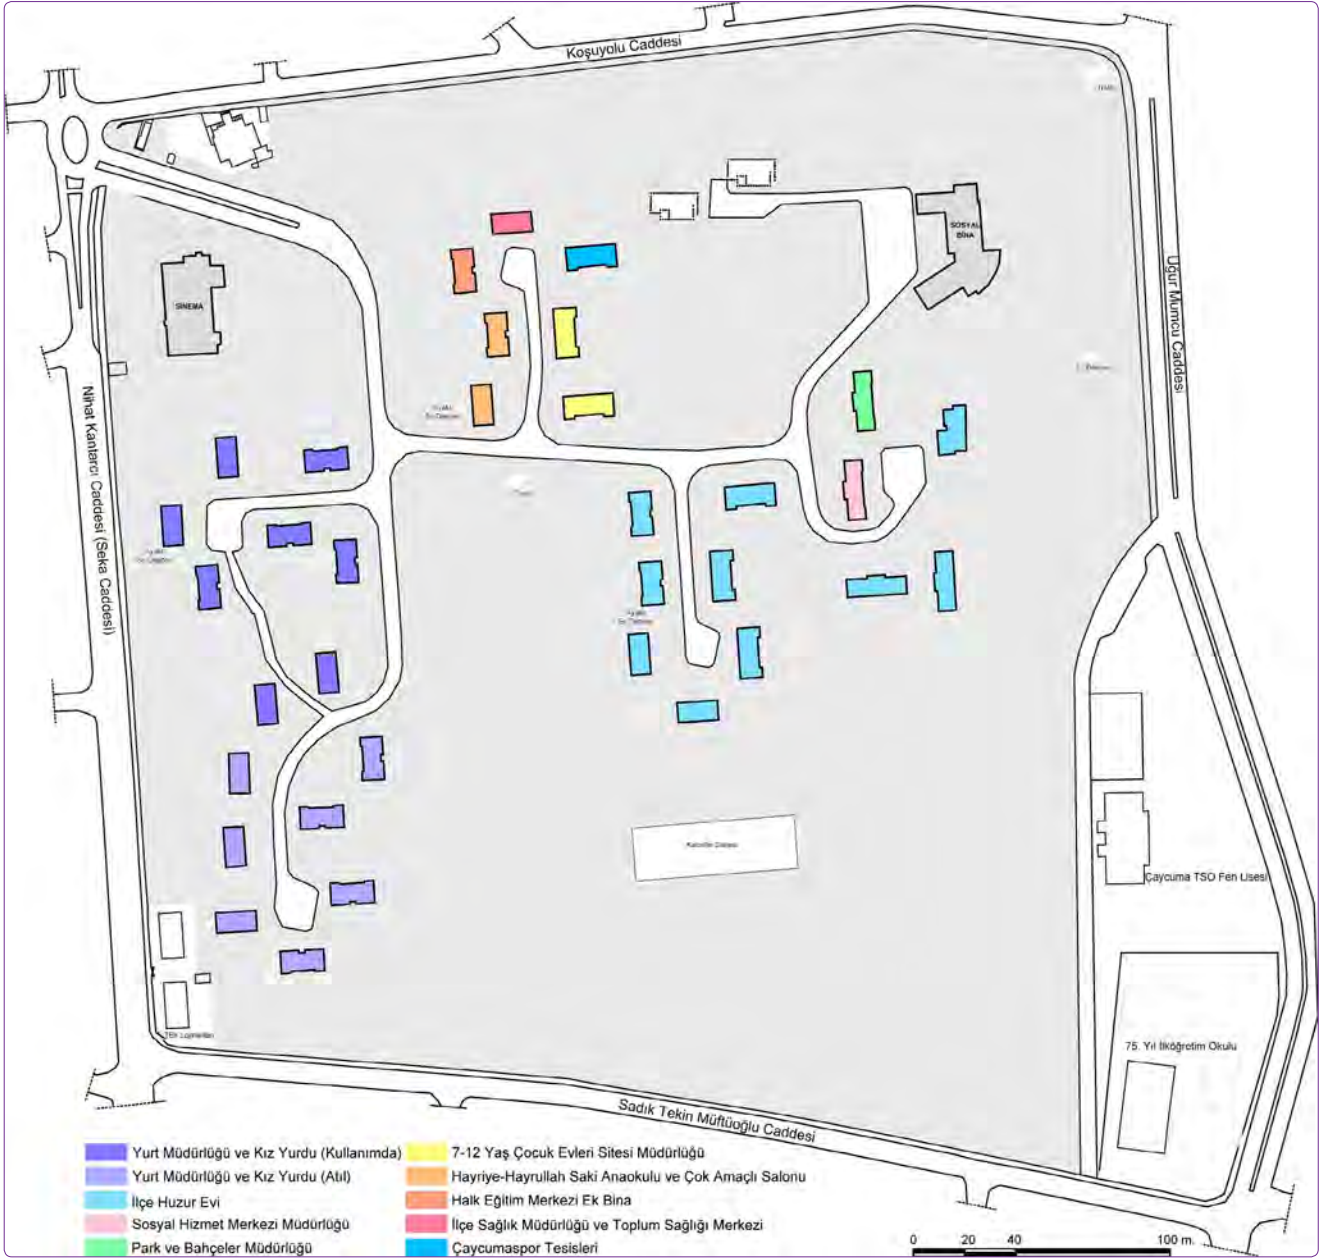 Koşuyolu Caddesi
SOSYAL
BİNA
SİNEMA
Uğur Mumcu Caddesi
Nihat Kantarcı Caddesi (Seka Caddesi)
Çaycuma TSO Fen Lisesi
75. Yıl İlköğretim Okulu
Sadık Tekin Müftüoğlu Caddesi
Yurt Müdürlüğü ve Kız Yurdu (Kullanımda)
Yurt Müdürlüğü ve Kız Yurdu (Atıl)
İlçe Huzur Evi
Sosyal Hizmet Merkezi Müdürlüğü
Park ve Bahçeler Müdürlüğü
7-12 Yaş Çocuk Evleri Sitesi Müdürlüğü
Hayriye-Hayrullah Saki Anaokulu ve Çok Amaçlı Salonu
Halk Eğitim Merkezi Ek Bina
İlçe Sağlık Müdürlüğü ve Toplum Sağlığı Merkezi
Çaycumaspor Tesisleri
0 20 40 100 m.